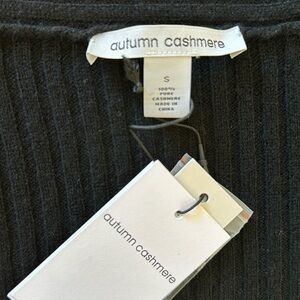 autumn cashmere
S
100%
PURE
CASHMERE
MADE IN
CHINA
autumn cashmere